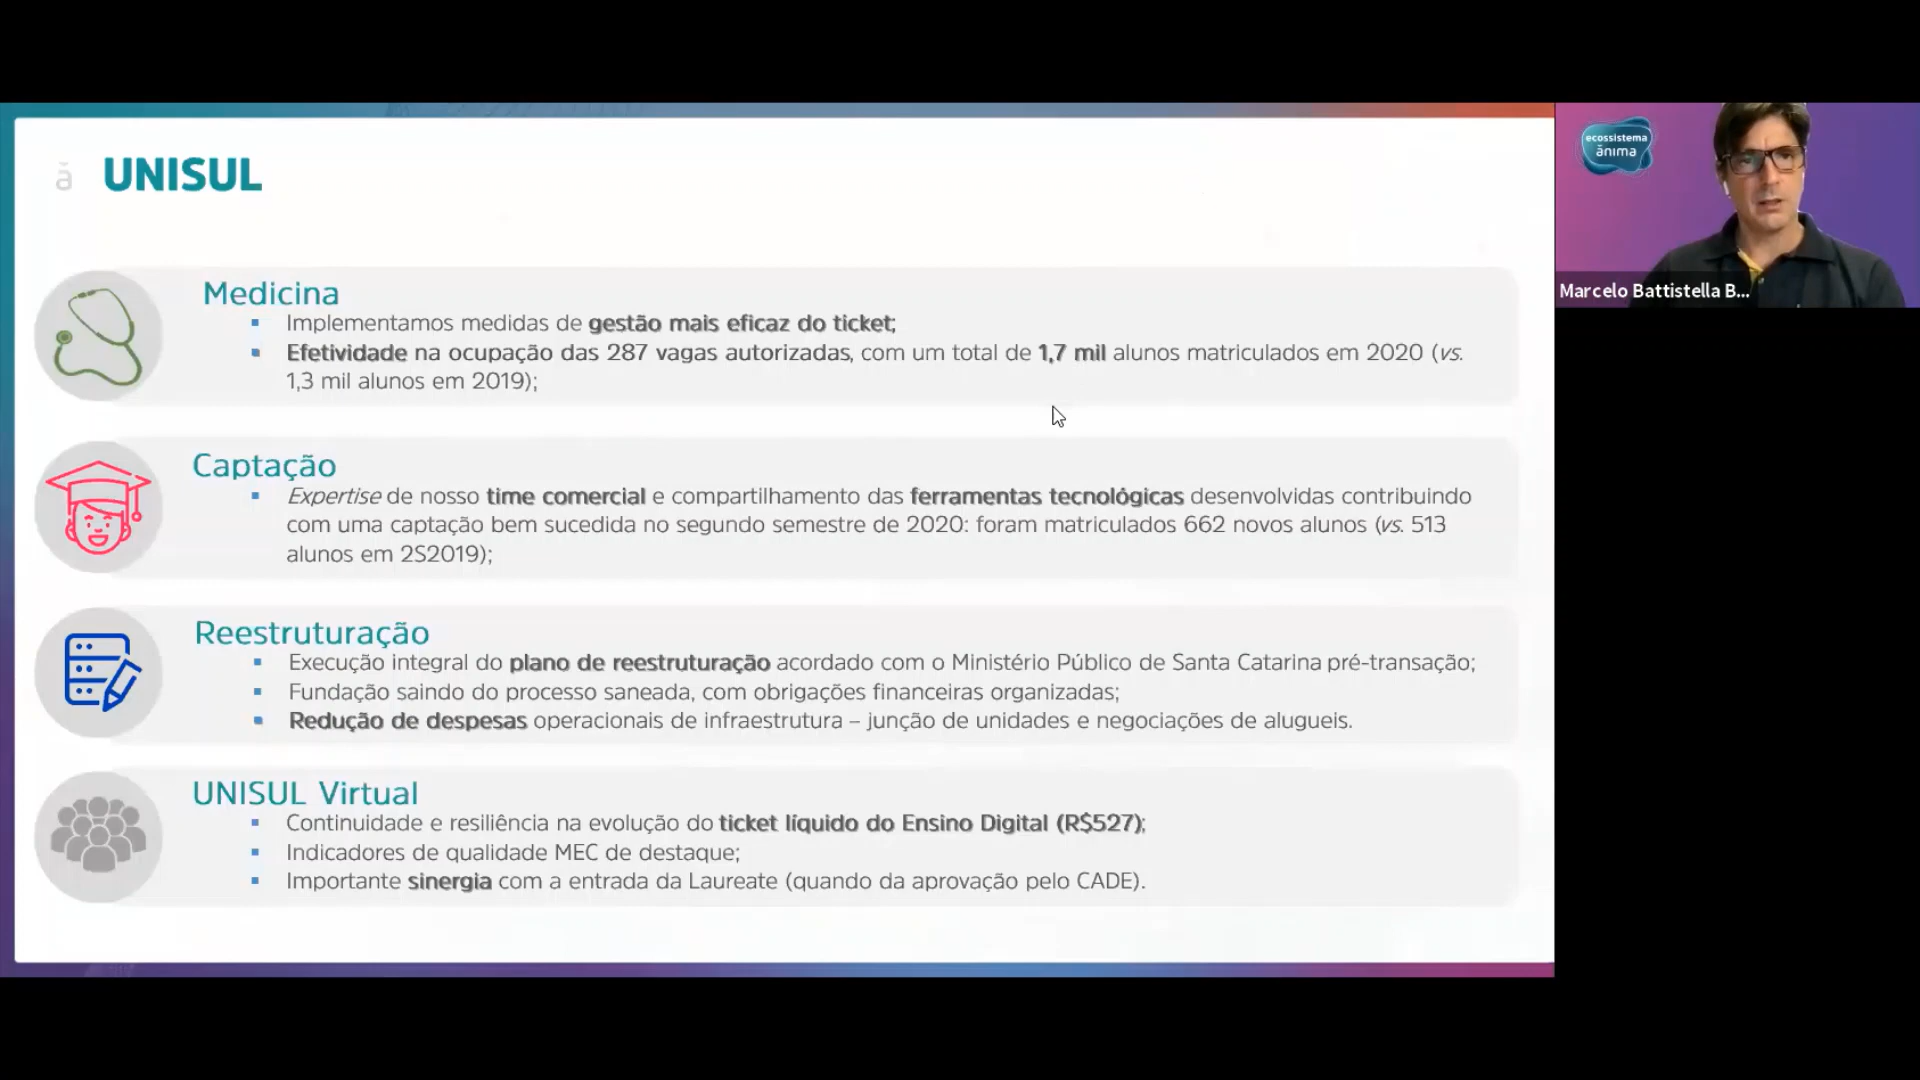 ă UNISUL
ecossistema
ănima
Marcelo Battistella B...
Medicina
▪ Implementamos medidas de gestão mais eficaz do ticket;
▪ Efetividade na ocupação das 287 vagas autorizadas, com um total de 1,7 mil alunos matriculados em 2020 (vs.
1,3 mil alunos em 2019);
Captação
▪ Expertise de nosso time comercial e compartilhamento das ferramentas tecnológicas desenvolvidas contribuindo
com uma captação bem sucedida no segundo semestre de 2020: foram matriculados 662 novos alunos (vs. 513
alunos em 2S2019);
Reestruturação
▪ Execução integral do plano de reestruturação acordado com o Ministério Público de Santa Catarina pré-transação;
▪ Fundação saindo do processo saneada, com obrigações financeiras organizadas;
▪ Redução de despesas operacionais de infraestrutura – junção de unidades e negociações de alugueis.
UNISUL Virtual
▪ Continuidade e resiliência na evolução do ticket líquido do Ensino Digital (R$527);
▪ Indicadores de qualidade MEC de destaque;
▪ Importante sinergia com a entrada da Laureate (quando da aprovação pelo CADE).